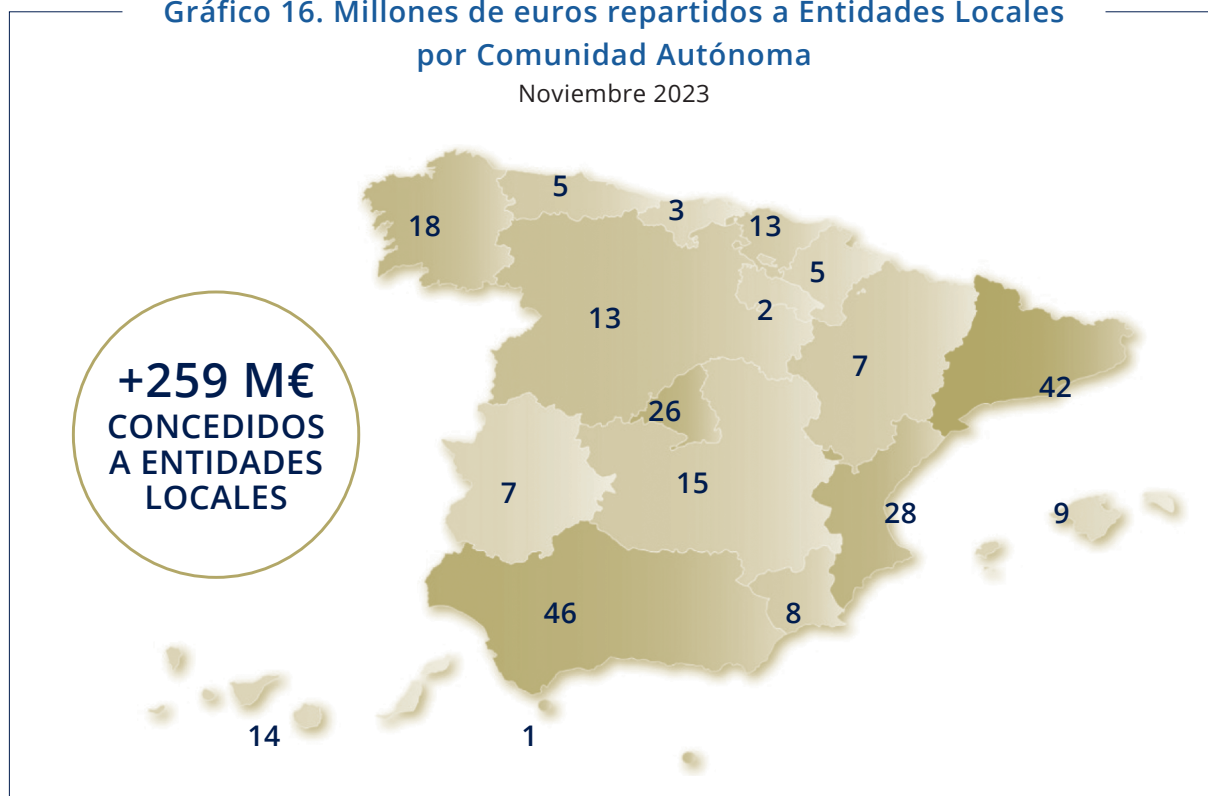 Gráfico 16. Millones de euros repartidos a Entidades Locales
por Comunidad Autónoma
Noviembre 2023
5
3
13
18
5
2
13
7
+259 M€
CONCEDIDOS
A ENTIDADES
LOCALES
42
26
15
7
28
9
46
8
14
1